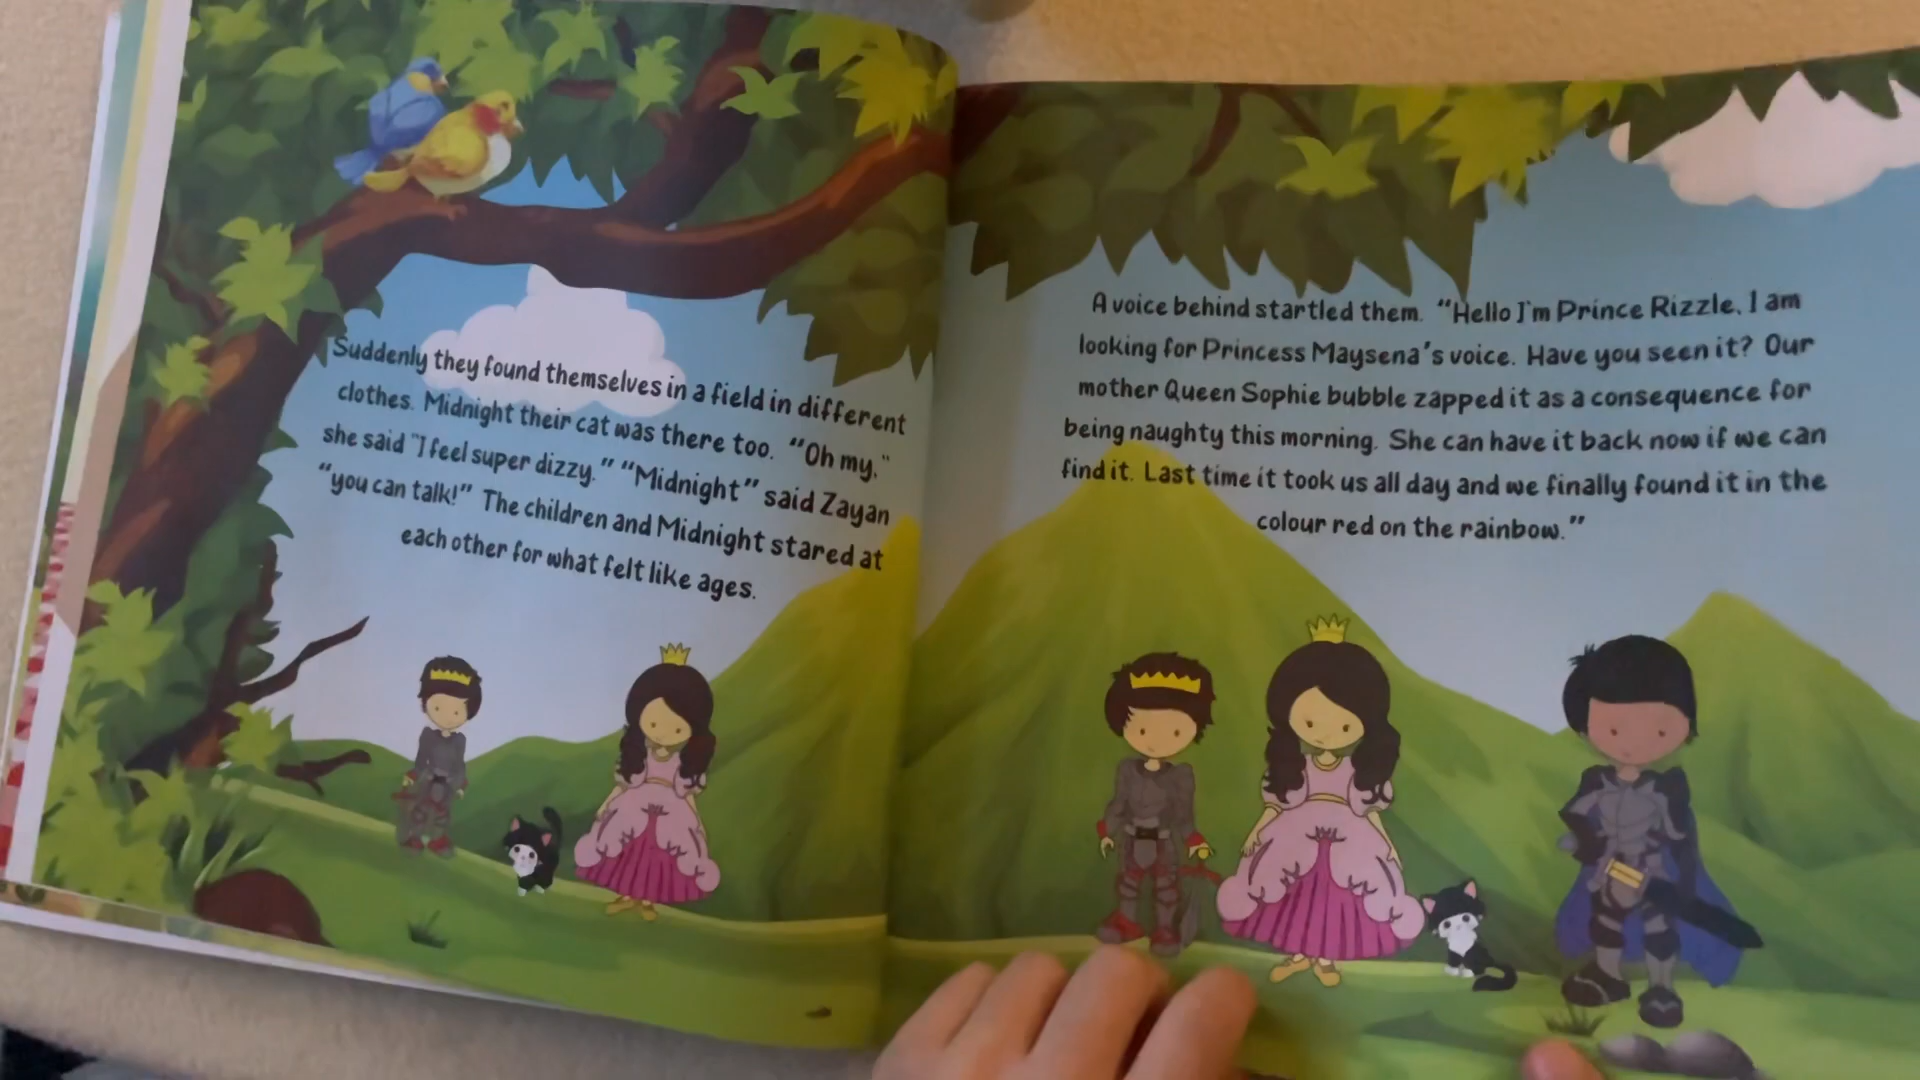 Suddenly they found themselves in a field in different
clothes. Midnight their cat was there too. “Oh my,”
she said “I feel super dizzy.” “Midnight” said Zayan
“you can talk!” The children and Midnight stared at
each other for what felt like ages.
A voice behind startled them. “Hello I'm Prince Rizzle, I am
looking for Princess Maysena's voice. Have you seen it? Our
mother Queen Sophie bubble zapped it as a consequence for
being naughty this morning. She can have it back now if we can
find it. Last time it took us all day and we finally found it in the
colour red on the rainbow.”